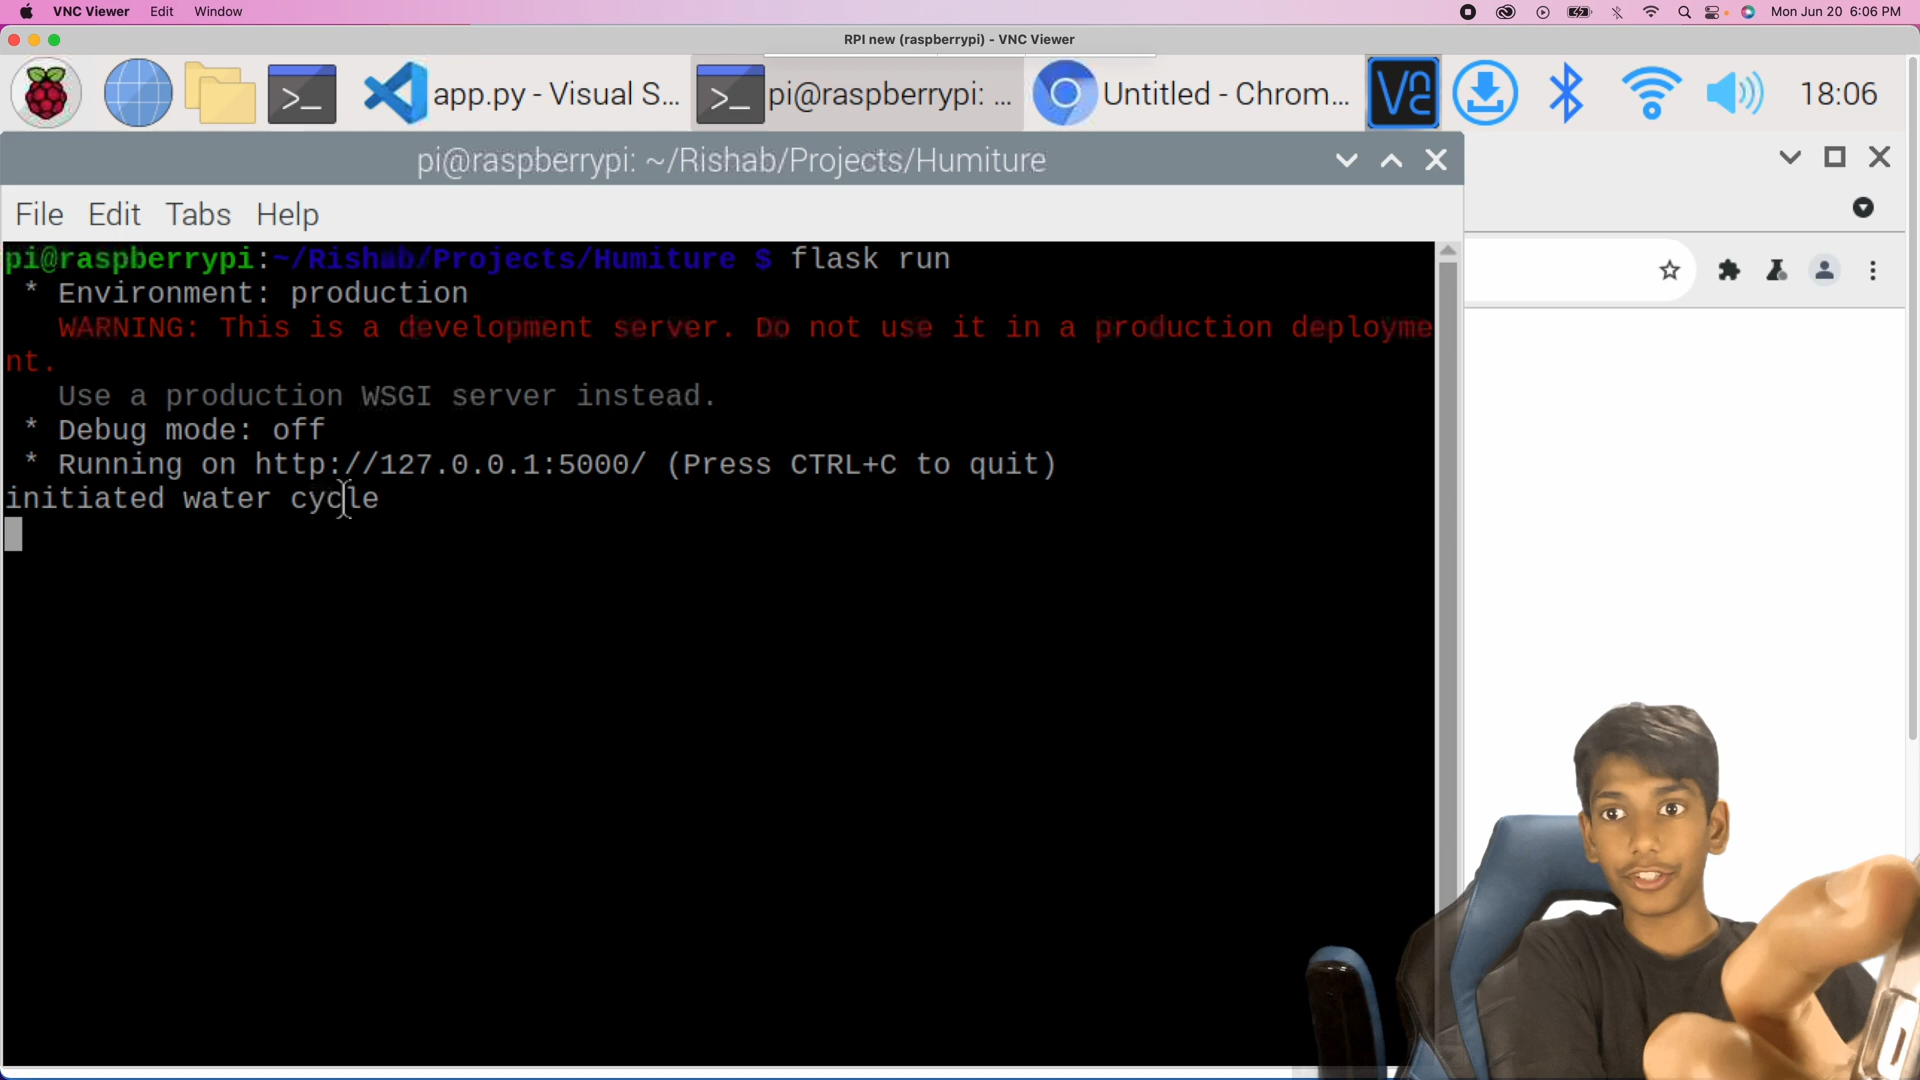 VNC Viewer Edit Window Mon Jun 20 6:06 PM
RPI new (raspberrypi) - VNC Viewer
app.py - Visual S... pi@raspberrypi: ... Untitled - Chrom... 18:06
pi@raspberrypi: ~/Rishab/Projects/Humiture
File Edit Tabs Help
pi@raspberrypi:~/Rishab/Projects/Humiture $ flask run
* Environment: production
WARNING: This is a development server. Do not use it in a production deployme
nt.
Use a production WSGI server instead.
* Debug mode: off
* Running on http://127.0.0.1:5000/ (Press CTRL+C to quit)
initiated water cycle